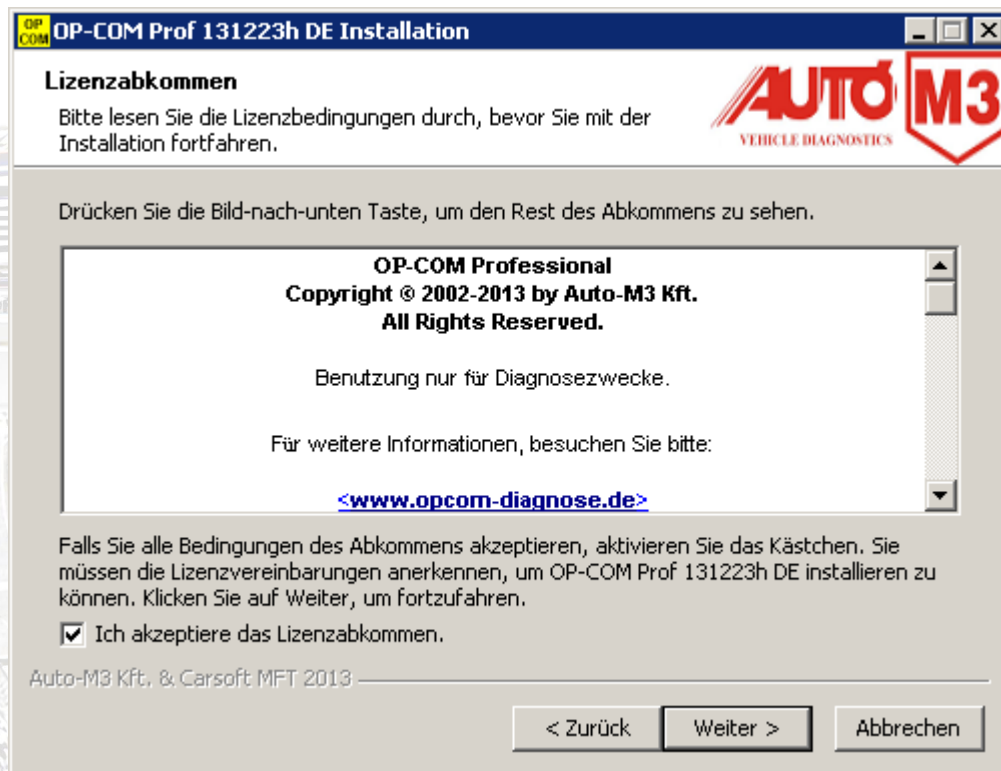 OP COM OP-COM Prof 131223h DE Installation
Lizenzabkommen
Bitte lesen Sie die Lizenzbedingungen durch, bevor Sie mit der
Installation fortfahren.
AUTÓ M3
VEHICLE DIAGNOSTICS
Drücken Sie die Bild-nach-unten Taste, um den Rest des Abkommens zu sehen.
OP-COM Professional
Copyright © 2002-2013 by Auto-M3 Kft.
All Rights Reserved.
Benutzung nur für Diagnosezwecke.
Für weitere Informationen, besuchen Sie bitte:
<www.opcom-diagnose.de>
Falls Sie alle Bedingungen des Abkommens akzeptieren, aktivieren Sie das Kästchen. Sie
müssen die Lizenzvereinbarungen anerkennen, um OP-COM Prof 131223h DE installieren zu
können. Klicken Sie auf Weiter, um fortzufahren.
Ich akzeptiere das Lizenzabkommen.
Auto-M3 Kft. & Carsoft MFT 2013
< Zurück Weiter > Abbrechen